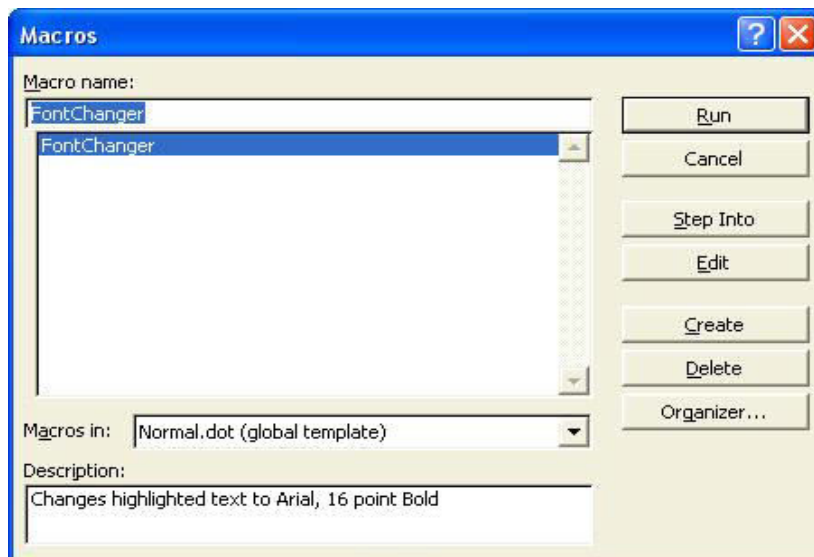 Macros
Macro name:
FontChanger
FontChanger
Run
Cancel
Step Into
Edit
Create
Delete
Organizer...
Macros in: Normal.dot (global template)
Description:
Changes highlighted text to Arial, 16 point Bold